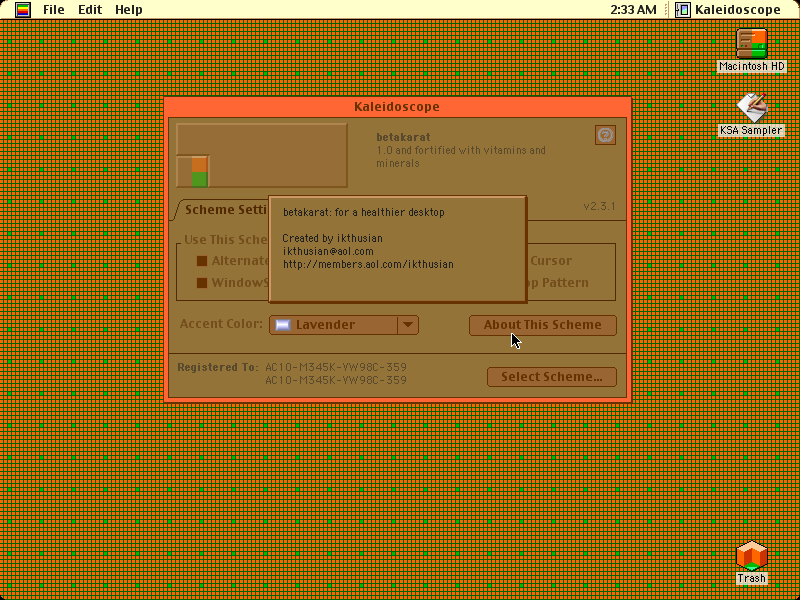 File Edit Help 2:33 AM Kaleidoscope
Macintosh HD
KSA Sampler
Kaleidoscope
betakarat
1.0 and fortified with vitamins and
minerals
v2.3.1
Scheme Setti
betakarat: for a healthier desktop
Created by ikthusian
ikthusian@aol.com
http://members.aol.com/ikthusian
Use This Sche
Alternate
Cursor
WindowS
op Pattern
Accent Color: Lavender
About This Scheme
Registered To: AC10-M345K-YW98C-359
AC10-M345K-YW98C-359
Select Scheme...
Trash